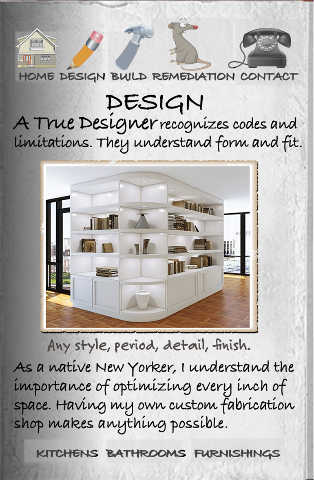 HOME DESIGN BUILD REMEDIATION CONTACT
DESIGN
A True Designer recognizes codes and
limitations. They understand form and fit.
Any style, period, detail, finish.
As a native New Yorker, I understand the
importance of optimizing every inch of
space. Having my own custom fabrication
shop makes anything possible.
KITCHENS BATHROOMS FURNISHINGS